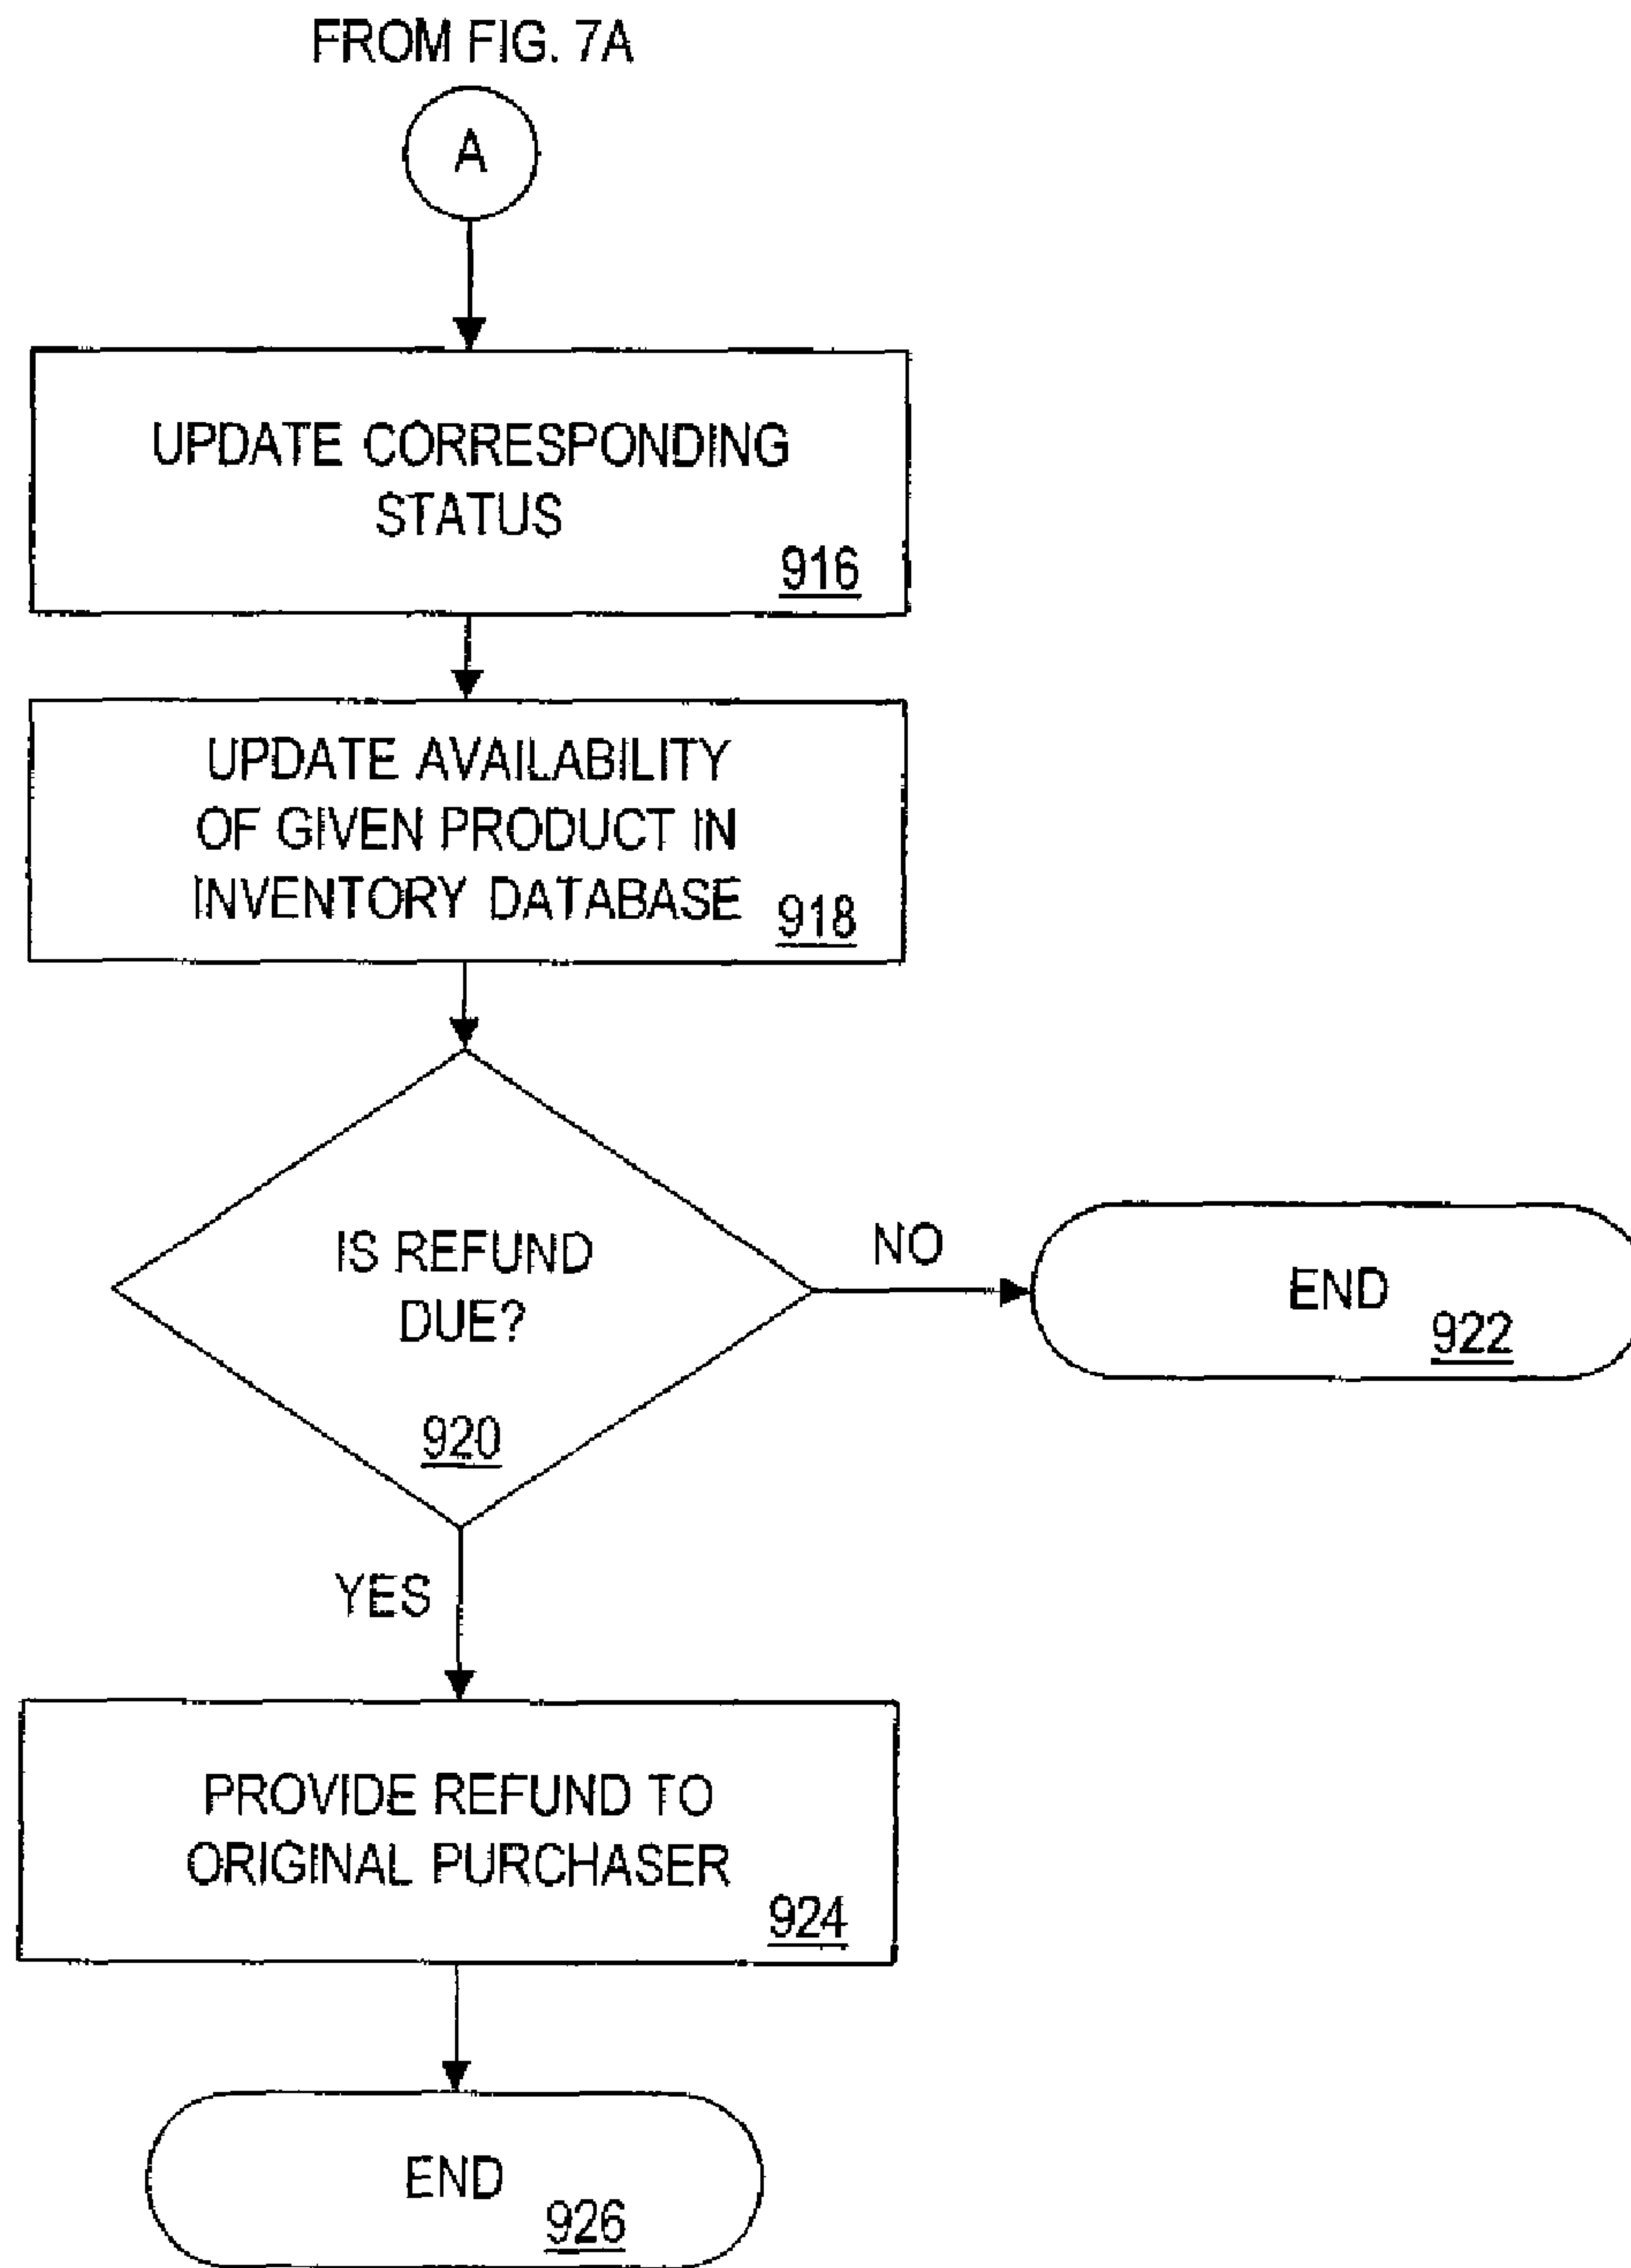 FROM FIG. 7A
A
UPDATE CORRESPONDING
STATUS
916
UPDATE AVAILABILITY
OF GIVEN PRODUCT IN
INVENTORY DATABASE
918
IS REFUND
DUE?
920
NO
END
922
YES
PROVIDE REFUND TO
ORIGINAL PURCHASER
924
END
926